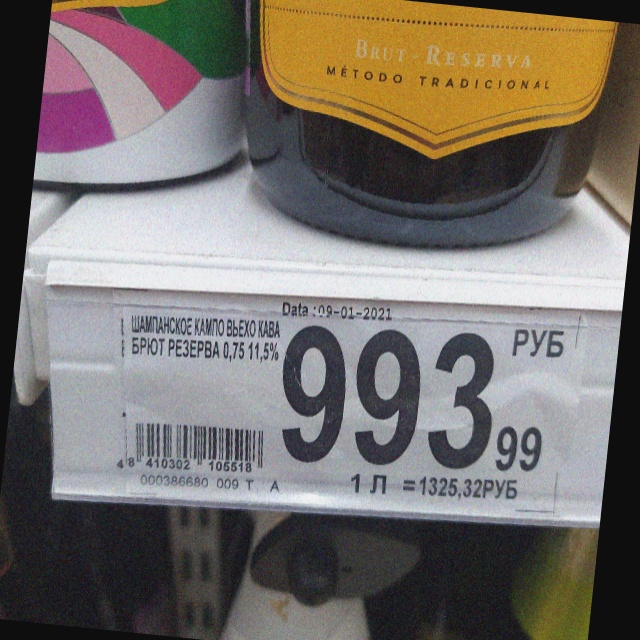 BRUT - RESERVA
MÉTODO TRADICIONAL
Data :09-01-2021
ШАМПАНСКОЕ КАМПО ВЬЕХО КАВА
БРЮТ РЕЗЕРВА 0,75 11,5%
993 99 РУБ
8 410302 105518
000386680 009 Т А
1 Л =1325,32РУБ